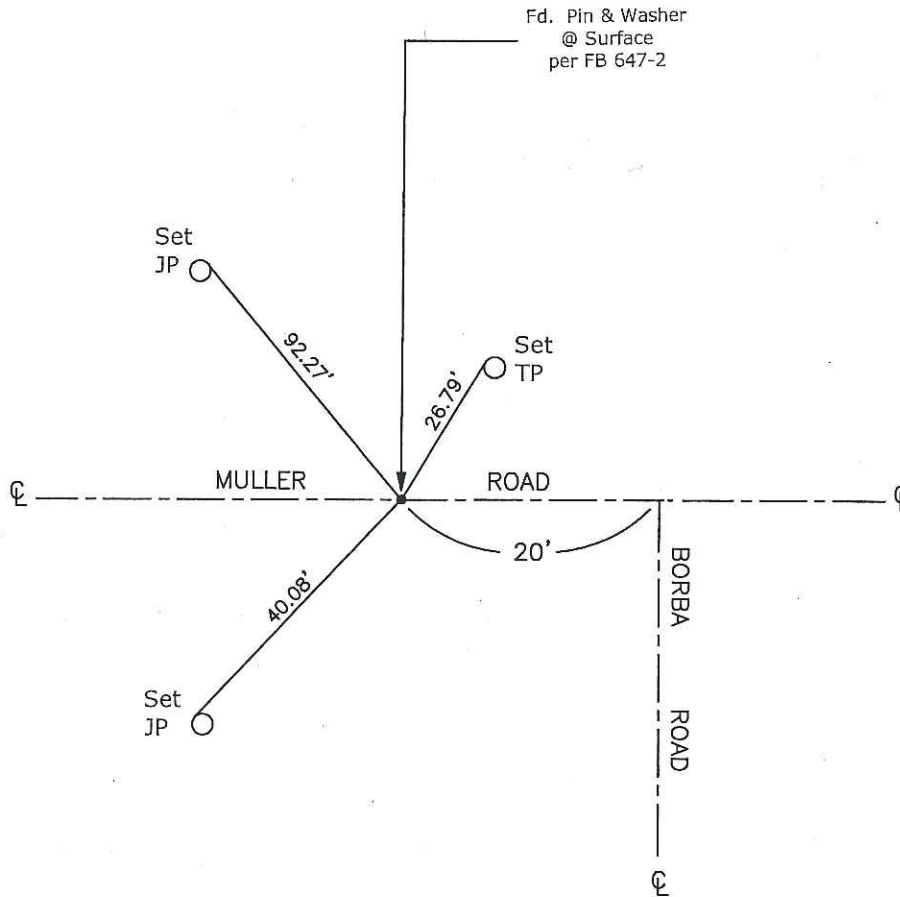 Fd. Pin & Washer
@ Surface
per FB 647-2
Set
JP
92.27'
Set
TP
26.79'
℄
MULLER ROAD
℄
20'
40.08'
BORBA ROAD
Set
JP
℄